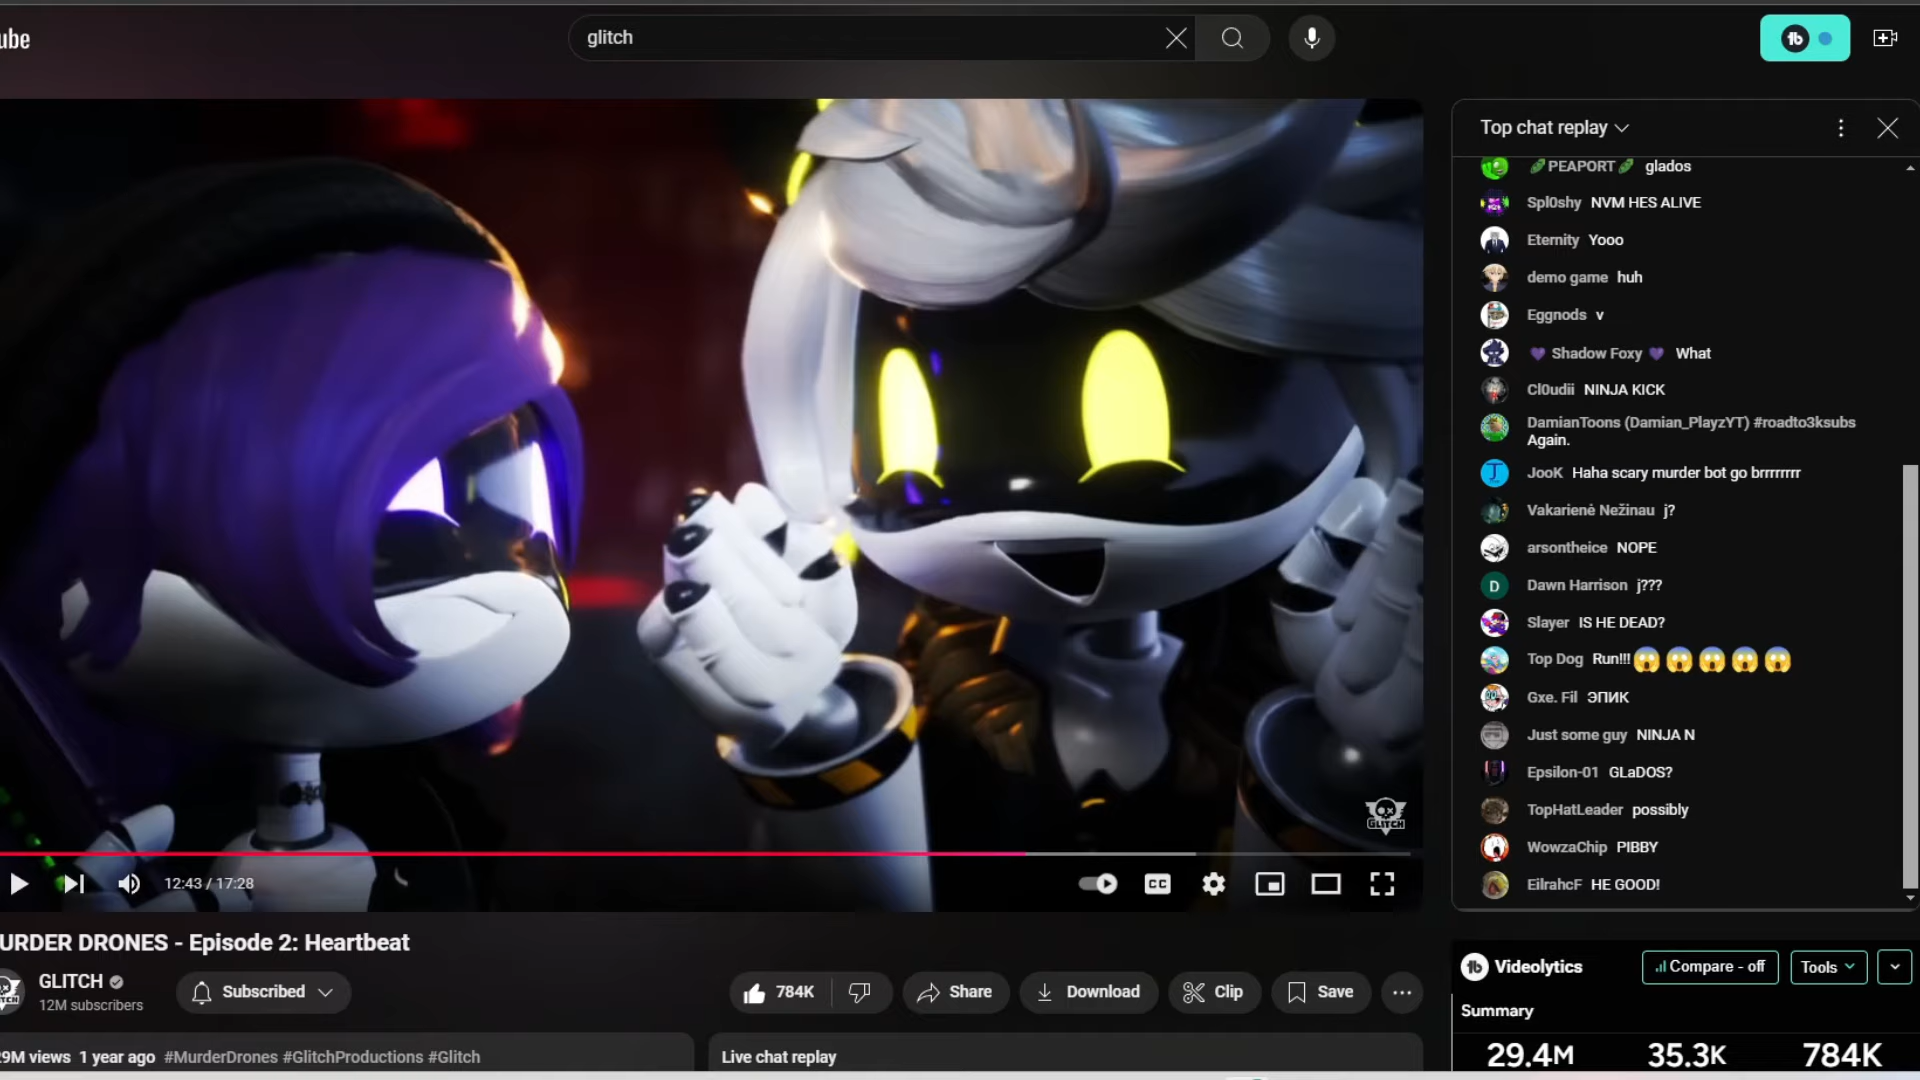 ube
glitch
Top chat replay
PEAPORT glados
Spl0shy NVM HES ALIVE
Eternity Yooo
demo game huh
Eggnods v
Shadow Foxy What
Cl0udii NINJA KICK
DamianToons (Damian_PlayzYT) #roadto3ksubs
Again.
JooK Haha scary murder bot go brrrrrrrr
Vakarienė Nežinau j?
arsontheice NOPE
D Dawn Harrison j???
Slayer IS HE DEAD?
Top Dog Run!!!😱😱😱😱😱
Gxe. Fil ЭПИК
Just some guy NINJA N
Epsilon-01 GLaDOS?
TopHatLeader possibly
WowzaChip PIBBY
EilrahcF HE GOOD!
GLITCH
12:43 / 17:28
CC
URDER DRONES - Episode 2: Heartbeat
GLITCH
12M subscribers
Subscribed
784K
Share
Download
Clip
Save
29M views 1 year ago #MurderDrones #GlitchProductions #Glitch
Live chat replay
Videolytics
Compare - off
Tools
Summary
29.4M
35.3K
784K